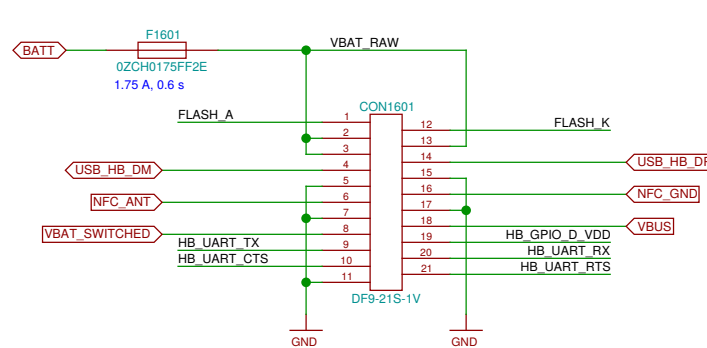 F1601
VBAT_RAW
BATT
0ZCH0175FF2E
1.75 A, 0.6 s
CON1601
FLASH_A
1
12
FLASH_K
2
13
3
14
USB_HB_DM
4
15
5
16
NFC_GND
NFC_ANT
6
17
7
18
VBUS
VBAT_SWITCHED
8
19
HB_GPIO_D_VDD
HB_UART_TX
9
20
HB_UART_RX
HB_UART_CTS
10
21
HB_UART_RTS
11
DF9-21S-1V
GND
GND